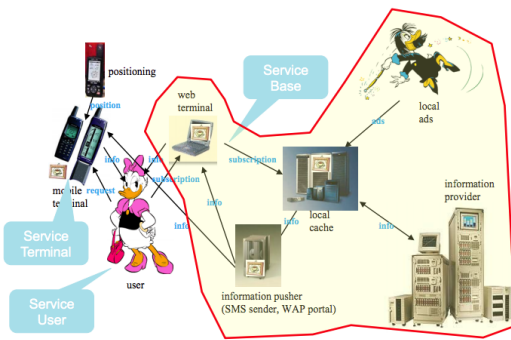 positioning
position
Service
Base
web
terminal
local
ads
ads
info
info
subscription
mobile
terminal
request
subscription
information
provider
info
info
local
cache
info
info
Service
Terminal
user
information pusher
(SMS sender, WAP portal)
Service
User